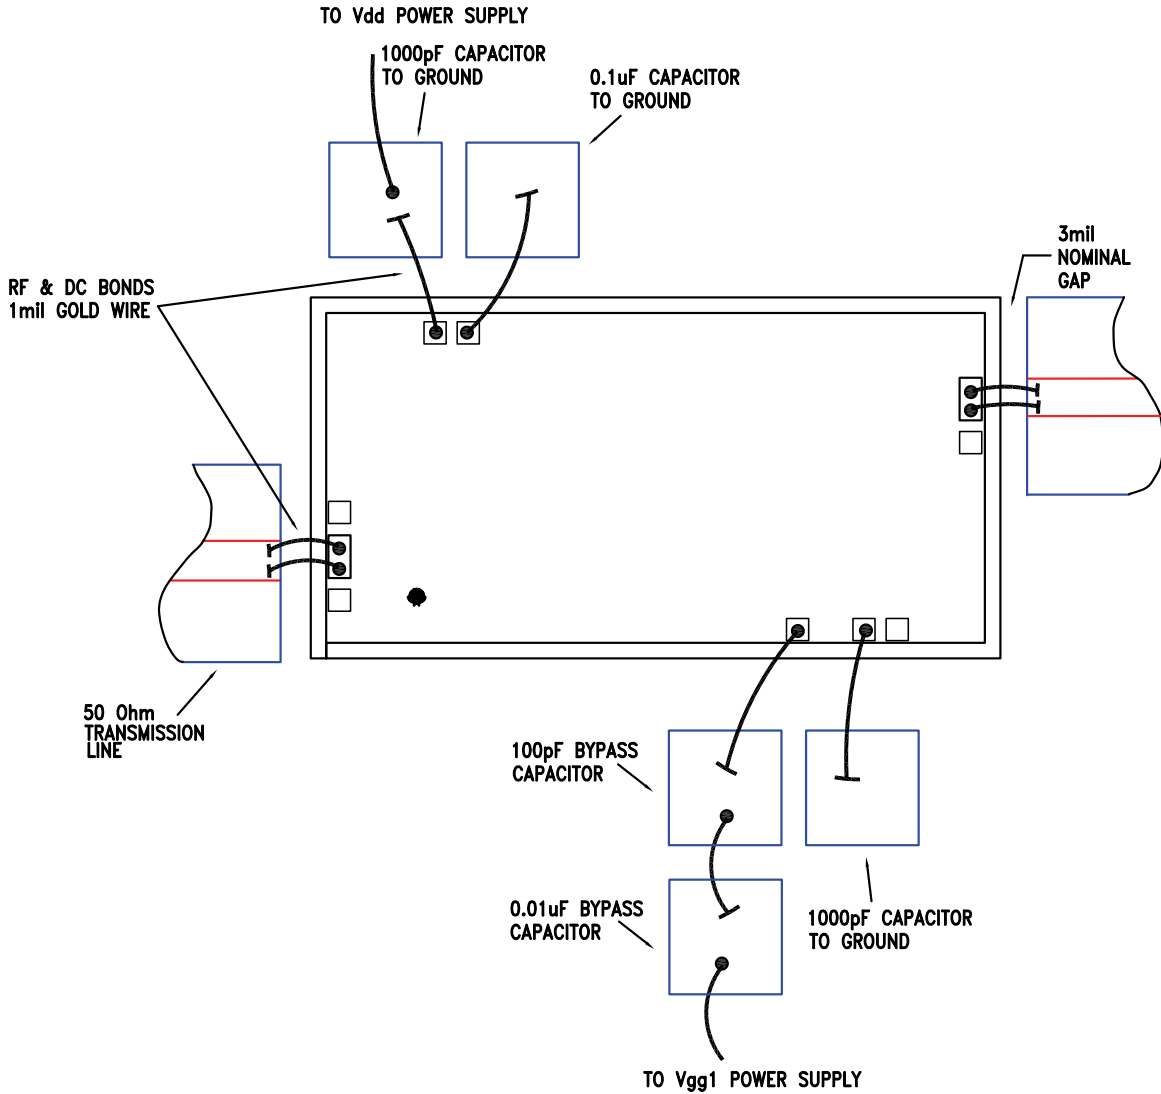 TO Vdd POWER SUPPLY
1000pF CAPACITOR
TO GROUND
0.1uF CAPACITOR
TO GROUND
3mil
NOMINAL
GAP
RF & DC BONDS
1mil GOLD WIRE
50 Ohm
TRANSMISSION
LINE
100pF BYPASS
CAPACITOR
0.01uF BYPASS
CAPACITOR
1000pF CAPACITOR
TO GROUND
TO Vgg1 POWER SUPPLY